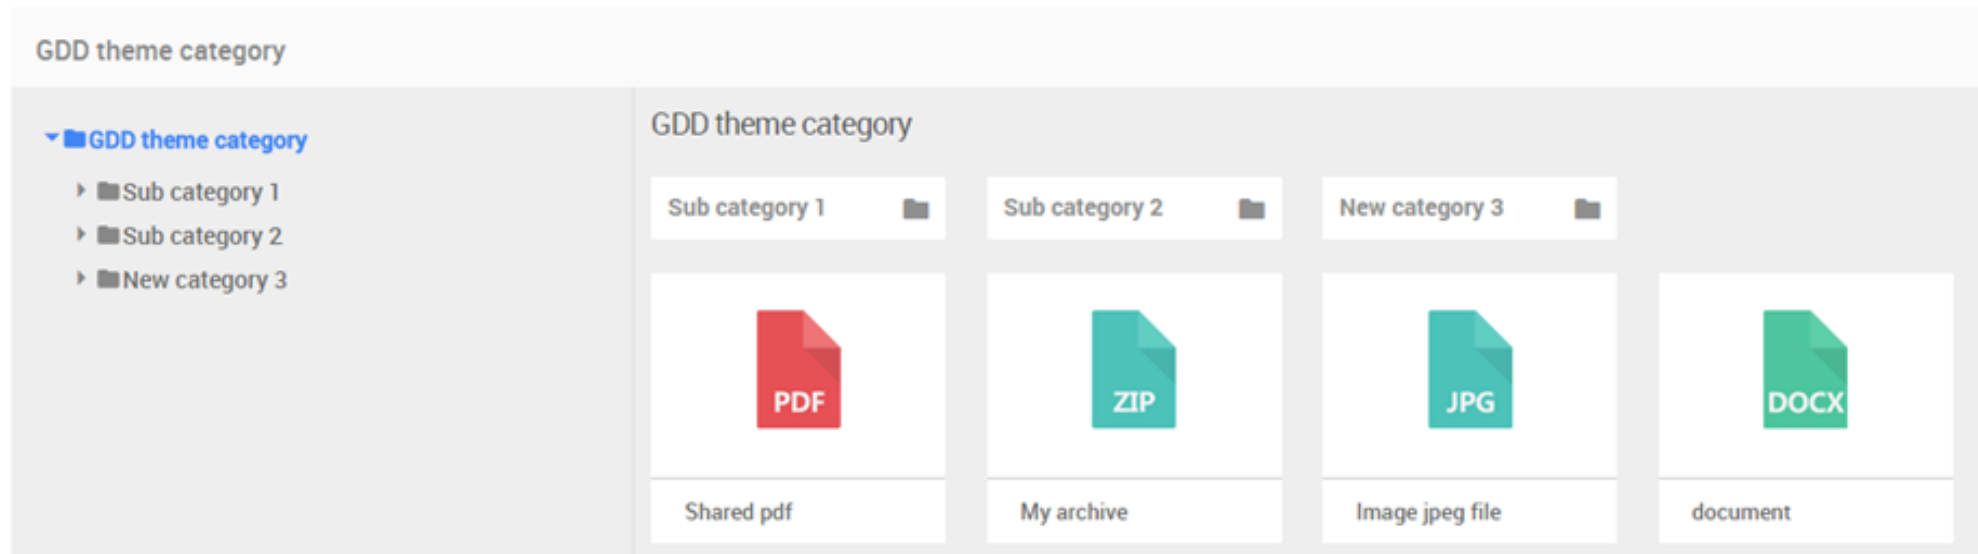 GDD theme category
GDD theme category
Sub category 1
Sub category 2
New category 3
GDD theme category
Sub category 1
Sub category 2
New category 3
PDF
ZIP
JPG
DOCX
Shared pdf
My archive
Image jpeg file
document